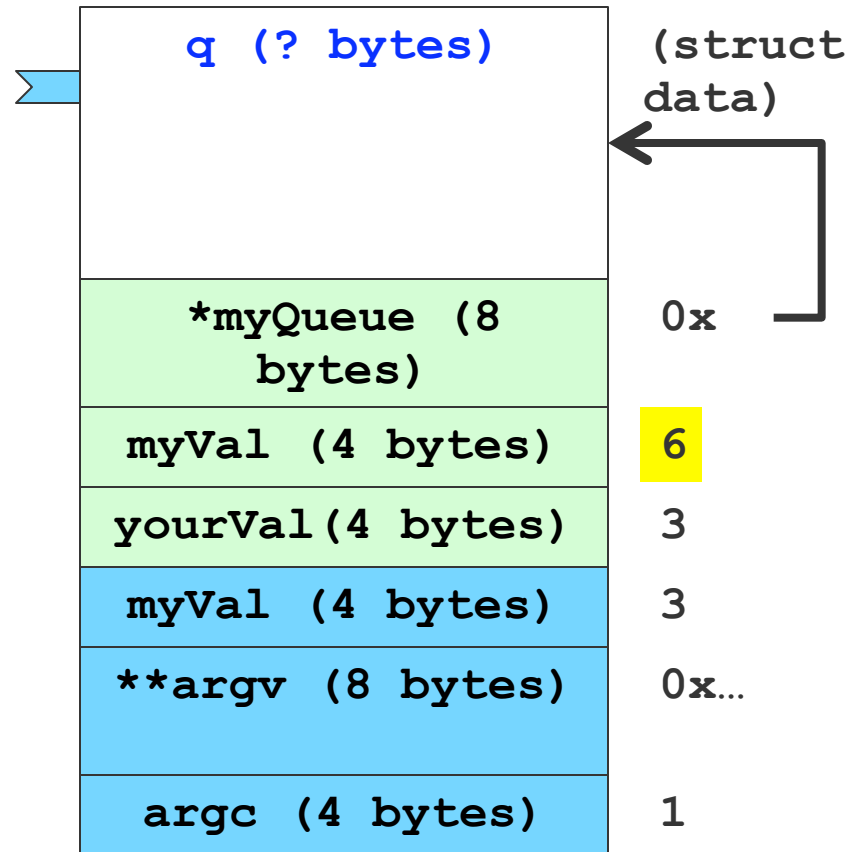 q (? bytes) (struct
data)
*myQueue (8 0x
bytes)
myVal (4 bytes) 6
yourVal(4 bytes) 3
myVal (4 bytes) 3
**argv (8 bytes) 0x…
argc (4 bytes) 1